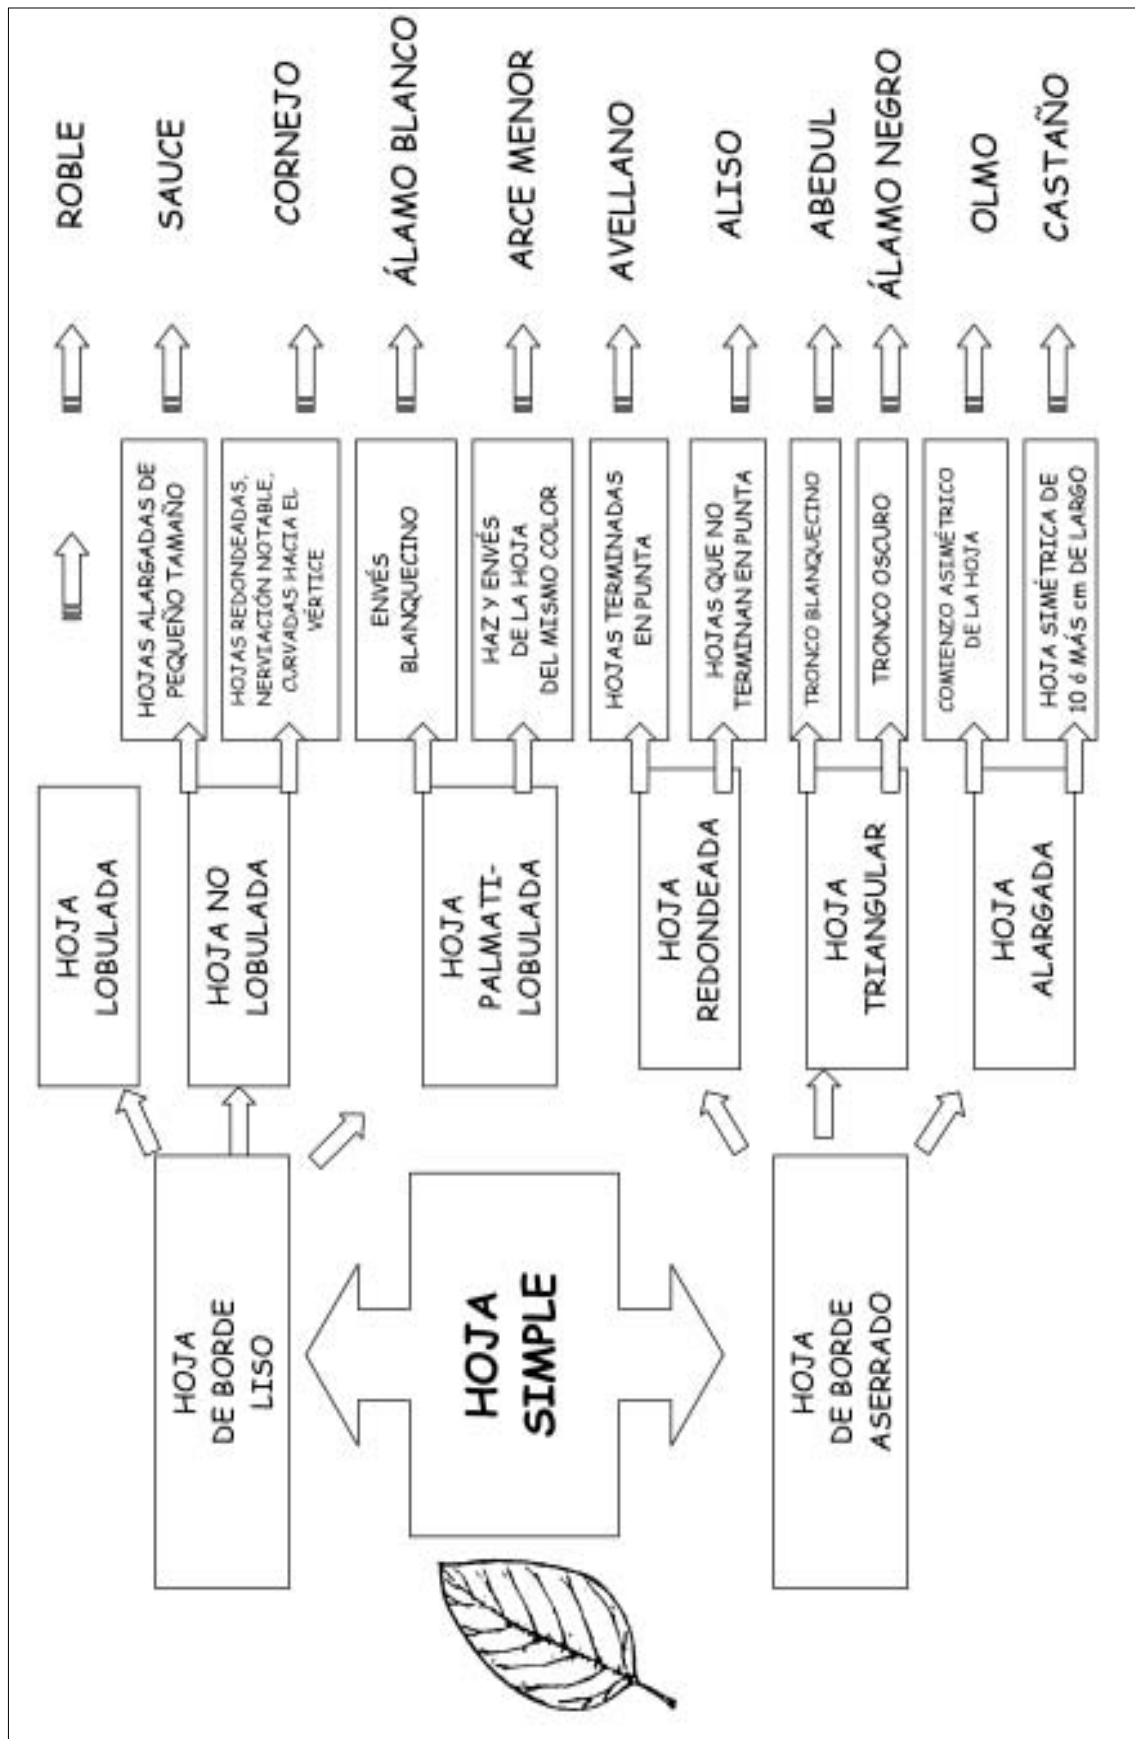 HOJA
SIMPLE
HOJA
DE BORDE
LISO
HOJA
DE BORDE
ASERRADO
HOJA
LOBULADA
HOJA NO
LOBULADA
HOJA
PALMATI-
LOBULADA
HOJA
REDONDEADA
HOJA
TRIANGULAR
HOJA
ALARGADA
HOJAS ALARGADAS DE
PEQUEÑO TAMAÑO
HOJAS REDONDEADAS,
NERVIACIÓN NOTABLE,
CURVADAS HACIA EL
VÉRTICE
ENVÉS
BLANQUECINO
HAZ Y ENVÉS
DE LA HOJA
DEL MISMO COLOR
HOJAS TERMINADAS
EN PUNTA
HOJAS QUE NO
TERMINAN EN PUNTA
TRONCO BLANQUECINO
TRONCO OSCURO
COMIENZO ASIMÉTRICO
DE LA HOJA
HOJA SIMÉTRICA DE
10 ó MÁS cm DE LARGO
ROBLE
SAUCE
CORNEJO
ÁLAMO BLANCO
ARCE MENOR
AVELLANO
ALISO
ABEDUL
ÁLAMO NEGRO
OLMO
CASTAÑO